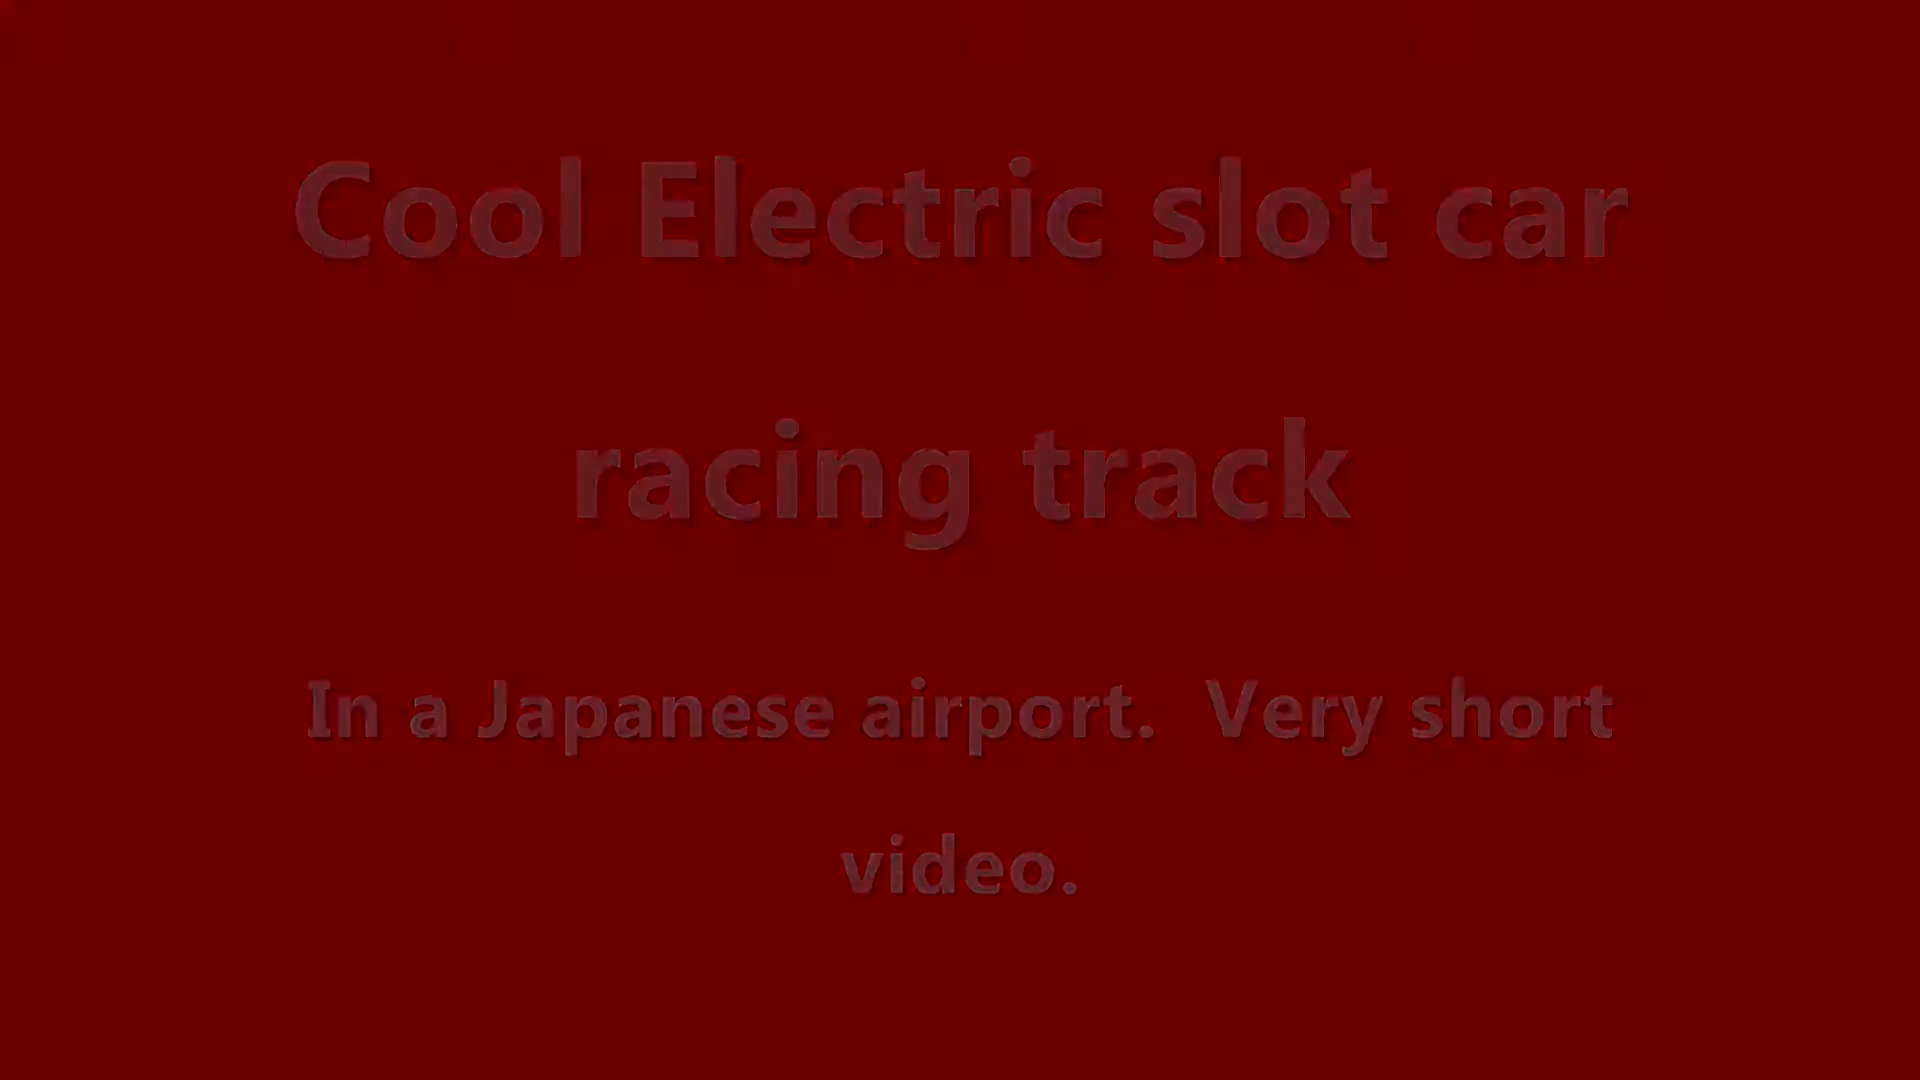 Cool Electric slot car
racing track
In a Japanese airport.  Very short
video.